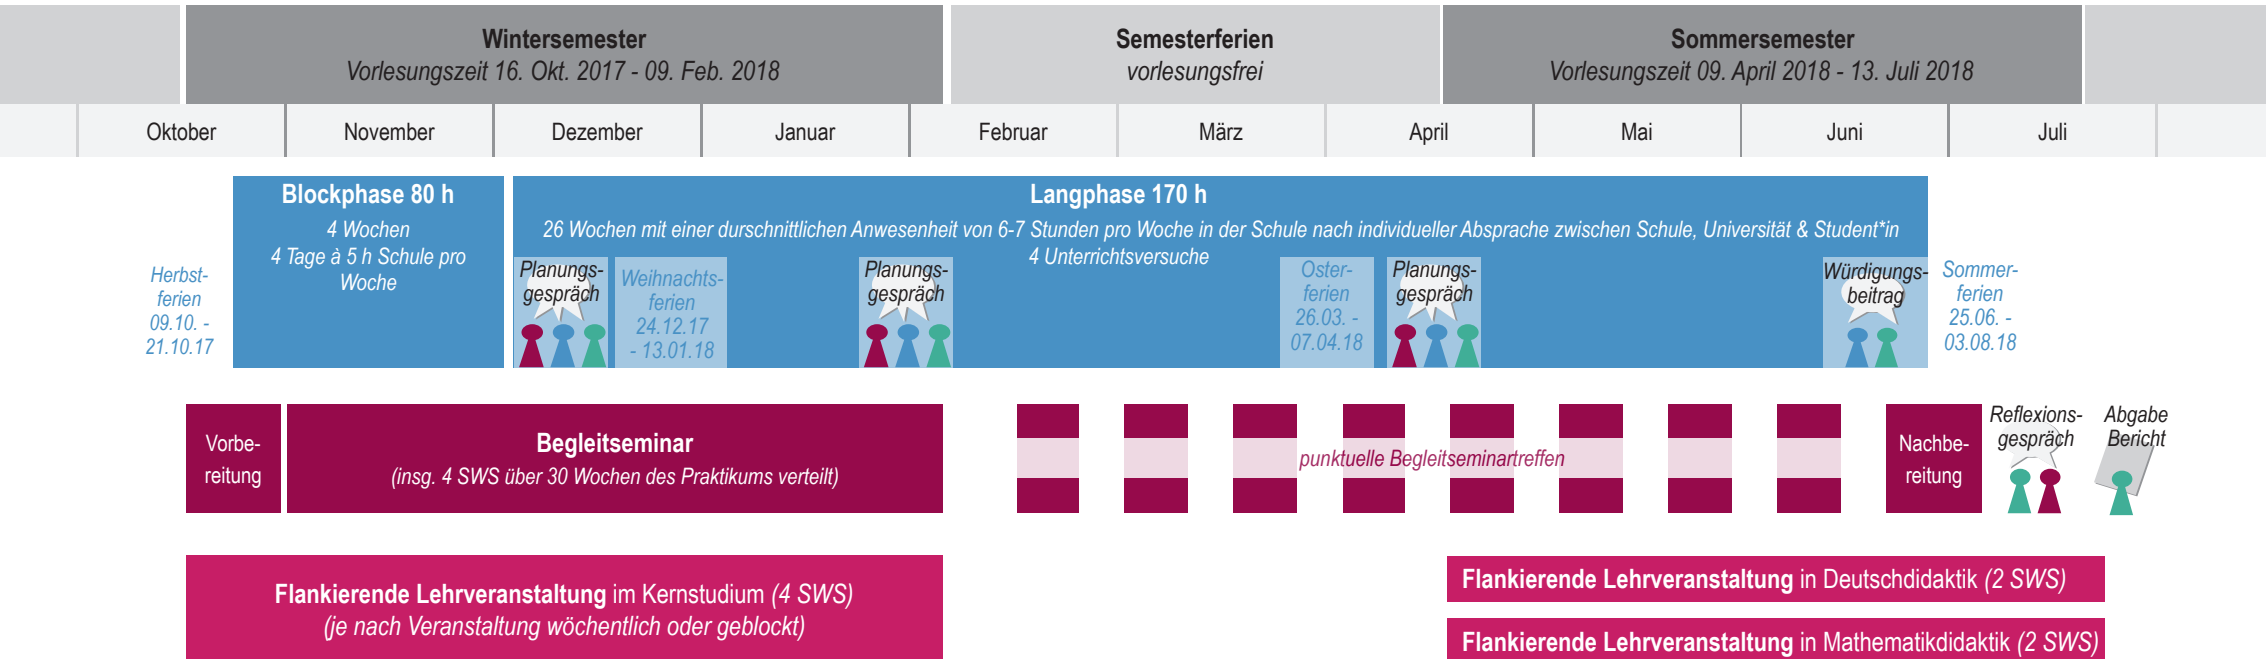 Wintersemester
Vorlesungszeit 16. Okt. 2017 - 09. Feb. 2018
Semesterferien
vorlesungsfrei
Sommersemester
Vorlesungszeit 09. April 2018 - 13. Juli 2018
Oktober
November
Dezember
Januar
Februar
März
April
Mai
Juni
Juli
Herbst-
ferien
09.10. -
21.10.17
Blockphase 80 h
4 Wochen
4 Tage à 5 h Schule pro
Woche
Langphase 170 h
26 Wochen mit einer durschnittlichen Anwesenheit von 6-7 Stunden pro Woche in der Schule nach individueller Absprache zwischen Schule, Universität & Student*in
4 Unterrichtsversuche
Planungs-
gespräch
Weihnachts-
ferien
24.12.17
- 13.01.18
Planungs-
gespräch
Oster-
ferien
26.03. -
07.04.18
Planungs-
gespräch
Würdigungs-
beitrag
Sommer-
ferien
25.06. -
03.08.18
Vorbe-
reitung
Begleitseminar
(insg. 4 SWS über 30 Wochen des Praktikums verteilt)
punktuelle Begleitseminartreffen
Nachbe-
reitung
Reflexions-
gespräch
Abgabe
Bericht
Flankierende Lehrveranstaltung im Kernstudium (4 SWS)
(je nach Veranstaltung wöchentlich oder geblockt)
Flankierende Lehrveranstaltung in Deutschdidaktik (2 SWS)
Flankierende Lehrveranstaltung in Mathematikdidaktik (2 SWS)